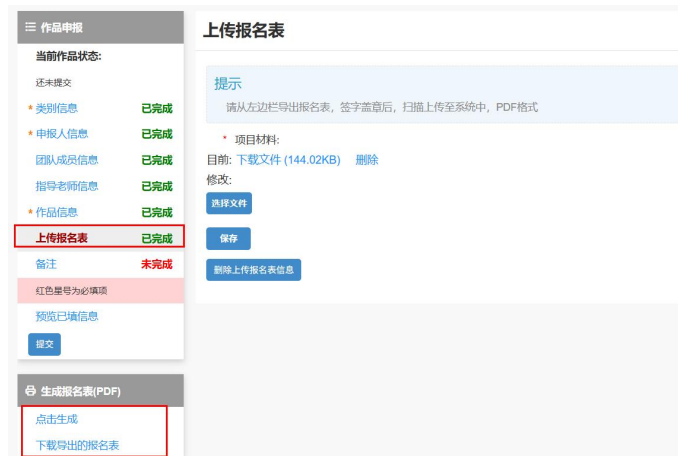 作品申报
当前作品状态:
还未提交
* 类别信息 已完成
* 申报人信息 已完成
团队成员信息 已完成
指导老师信息 已完成
* 作品信息 已完成
上传报名表 已完成
备注 未完成
红色星号为必填项
预览已填信息
提交
生成报名表(PDF)
点击生成
下载导出的报名表
上传报名表
提示
请从左边栏导出报名表，签字盖章后，扫描上传至系统中，PDF格式
* 项目材料:
目前: 下载文件 (144.02KB) 删除
修改:
选择文件
保存
删除上传报名表信息